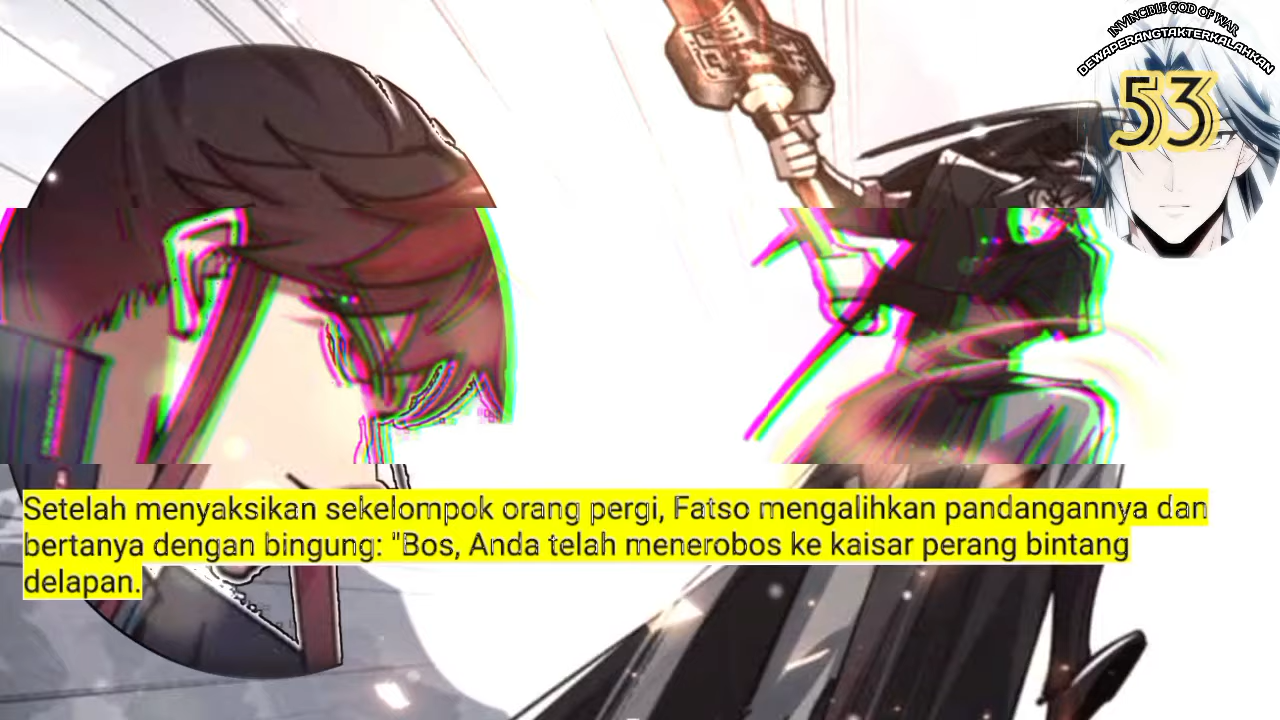 INVINCIBLE GOD OF WAR
DEWAPERANGTAKTERKALAHKAN
53
Setelah menyaksikan sekelompok orang pergi, Fatso mengalihkan pandangannya dan
bertanya dengan bingung: "Bos, Anda telah menerobos ke kaisar perang bintang
delapan.